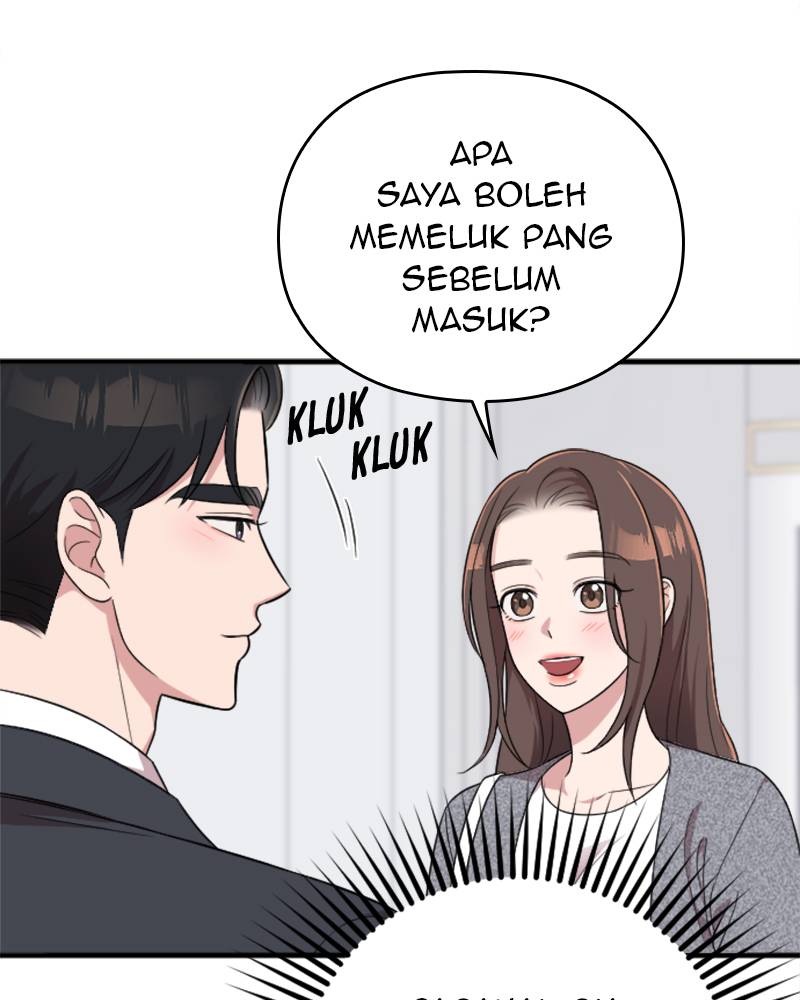 APA
SAYA BOLEH
MEMELUK PANG
SEBELUM
MASUK?
KLUK
KLUK